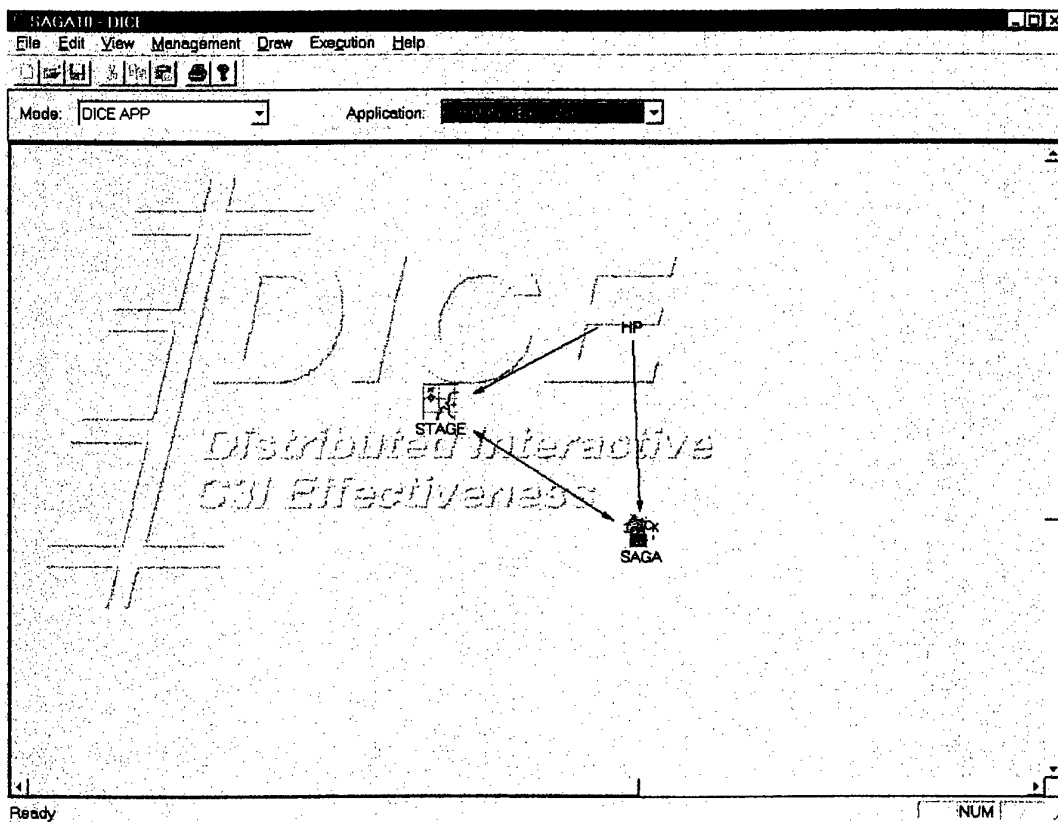 SAGA10 - DICE
File Edit View Management Draw Execution Help
Mode: DICE APP Application:
DICE
HP
STAGE
Distributed Interactive
C3I Effectiveness
SAGA
Ready NUM